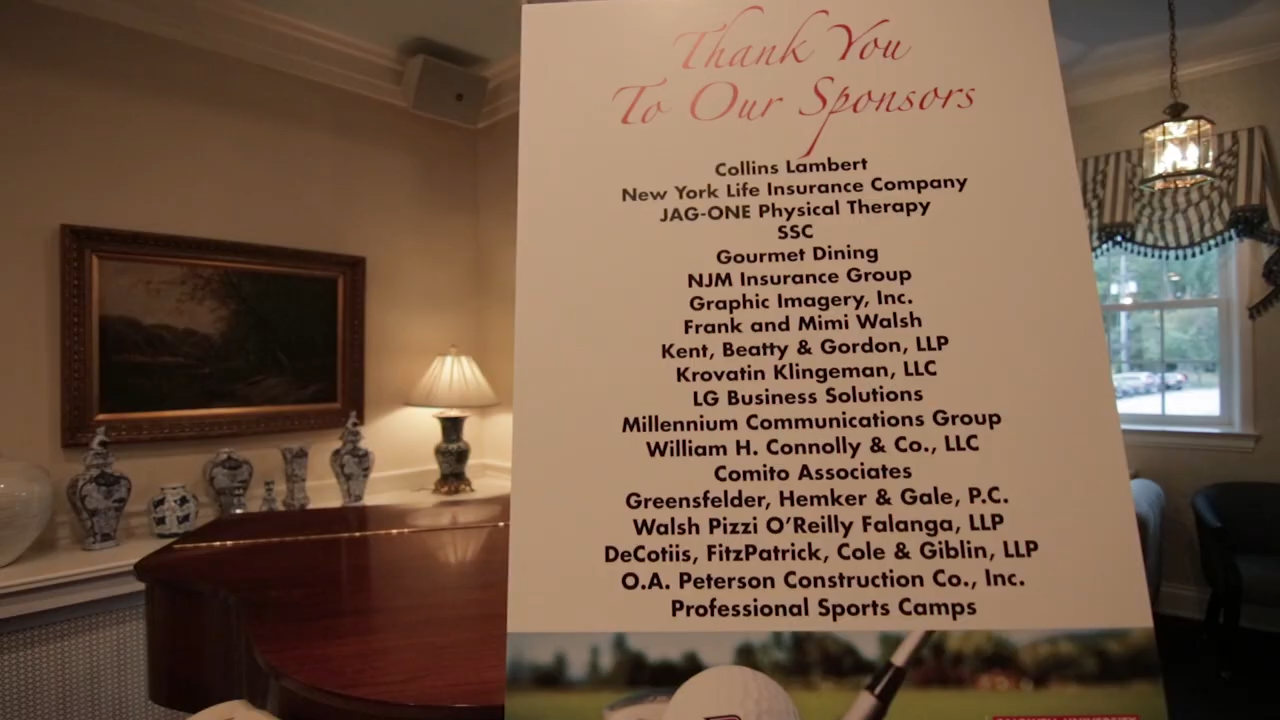 Thank You
To Our Sponsors
Collins Lambert
New York Life Insurance Company
JAG-ONE Physical Therapy
SSC
Gourmet Dining
NJM Insurance Group
Graphic Imagery, Inc.
Frank and Mimi Walsh
Kent, Beatty & Gordon, LLP
Krovatin Klingeman, LLC
LG Business Solutions
Millennium Communications Group
William H. Connolly & Co., LLC
Comito Associates
Greensfelder, Hemker & Gale, P.C.
Walsh Pizzi O'Reilly Falanga, LLP
DeCotiis, FitzPatrick, Cole & Giblin, LLP
O.A. Peterson Construction Co., Inc.
Professional Sports Camps